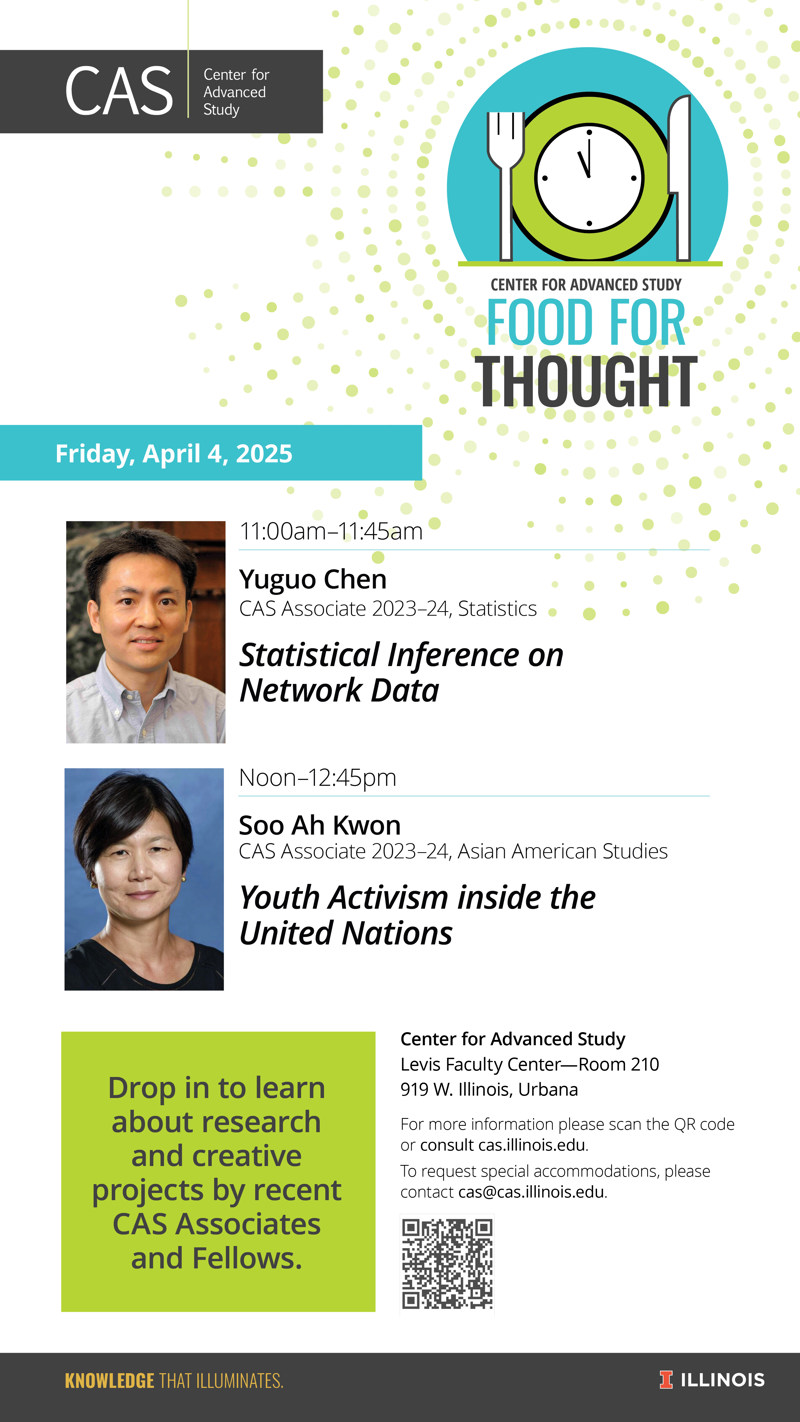 CAS
Center for
Advanced
Study
CENTER FOR ADVANCED STUDY
FOOD FOR
THOUGHT
Friday, April 4, 2025
11:00am–11:45am
Yuguo Chen
CAS Associate 2023–24, Statistics
Statistical Inference on
Network Data
Noon–12:45pm
Soo Ah Kwon
CAS Associate 2023–24, Asian American Studies
Youth Activism inside the
United Nations
Drop in to learn
about research
and creative
projects by recent
CAS Associates
and Fellows.
Center for Advanced Study
Levis Faculty Center—Room 210
919 W. Illinois, Urbana
For more information please scan the QR code
or consult cas.illinois.edu.
To request special accommodations, please
contact cas@cas.illinois.edu.
KNOWLEDGE THAT ILLUMINATES.
I ILLINOIS